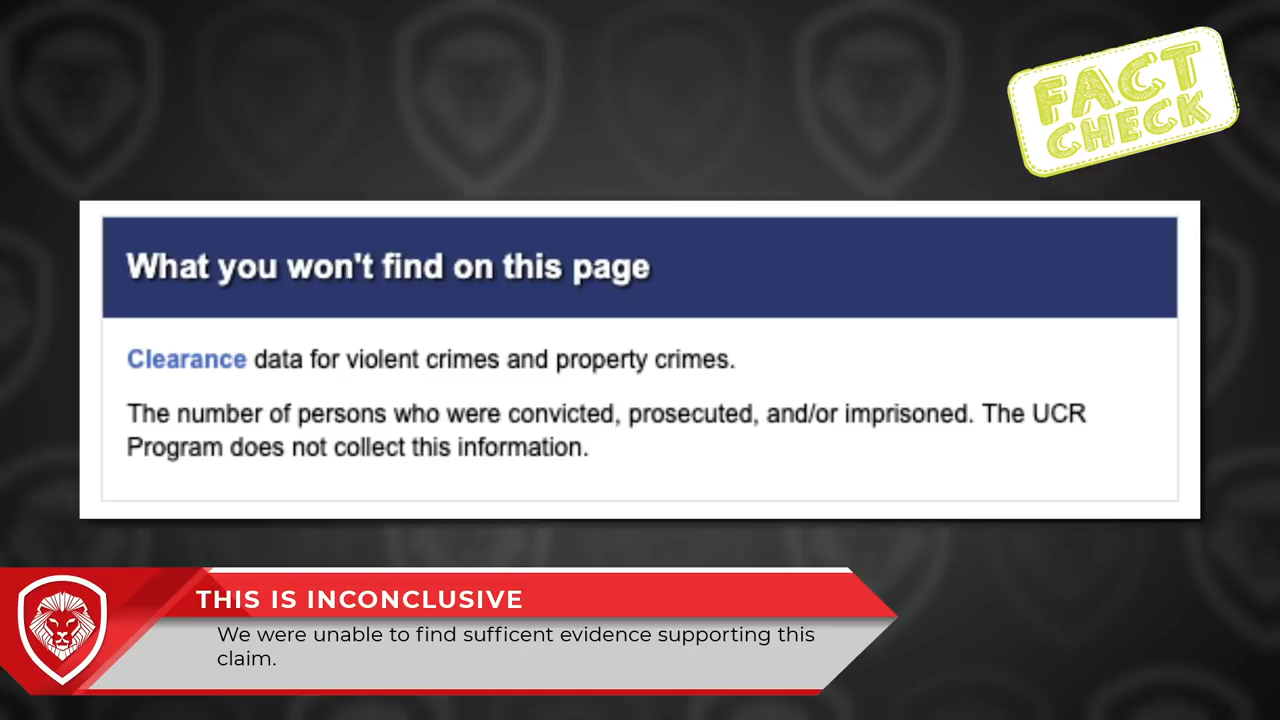 FACT
CHECK
What you won't find on this page
Clearance data for violent crimes and property crimes.
The number of persons who were convicted, prosecuted, and/or imprisoned. The UCR
Program does not collect this information.
THIS IS INCONCLUSIVE
We were unable to find sufficent evidence supporting this
claim.